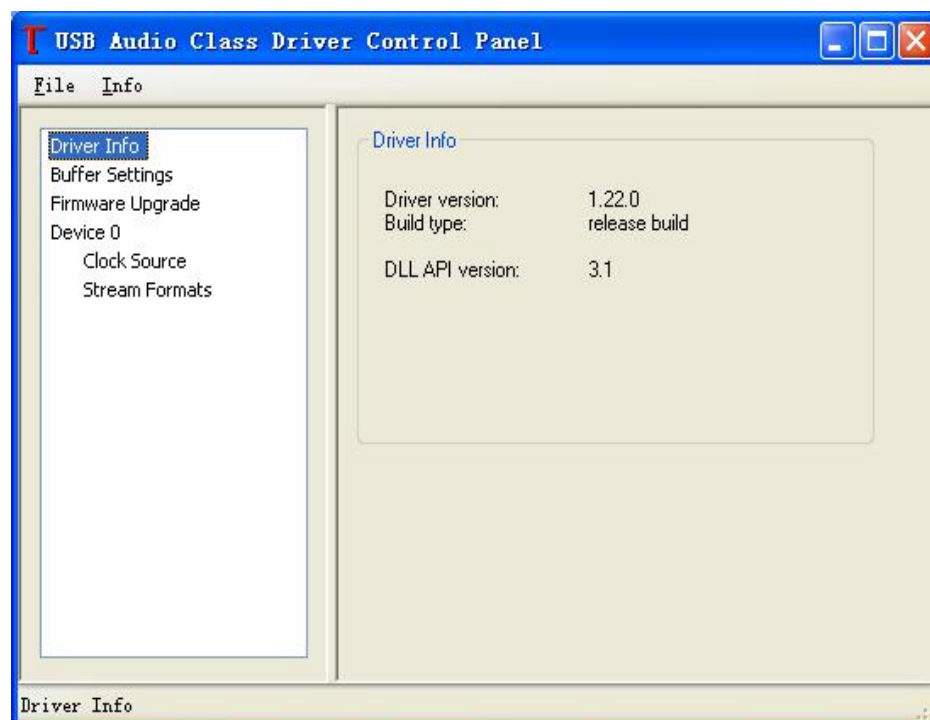 T USB Audio Class Driver Control Panel
File Info
Driver Info
Buffer Settings
Firmware Upgrade
Device 0
Clock Source
Stream Formats
Driver Info
Driver version: 1.22.0
Build type: release build
DLL API version: 3.1
Driver Info